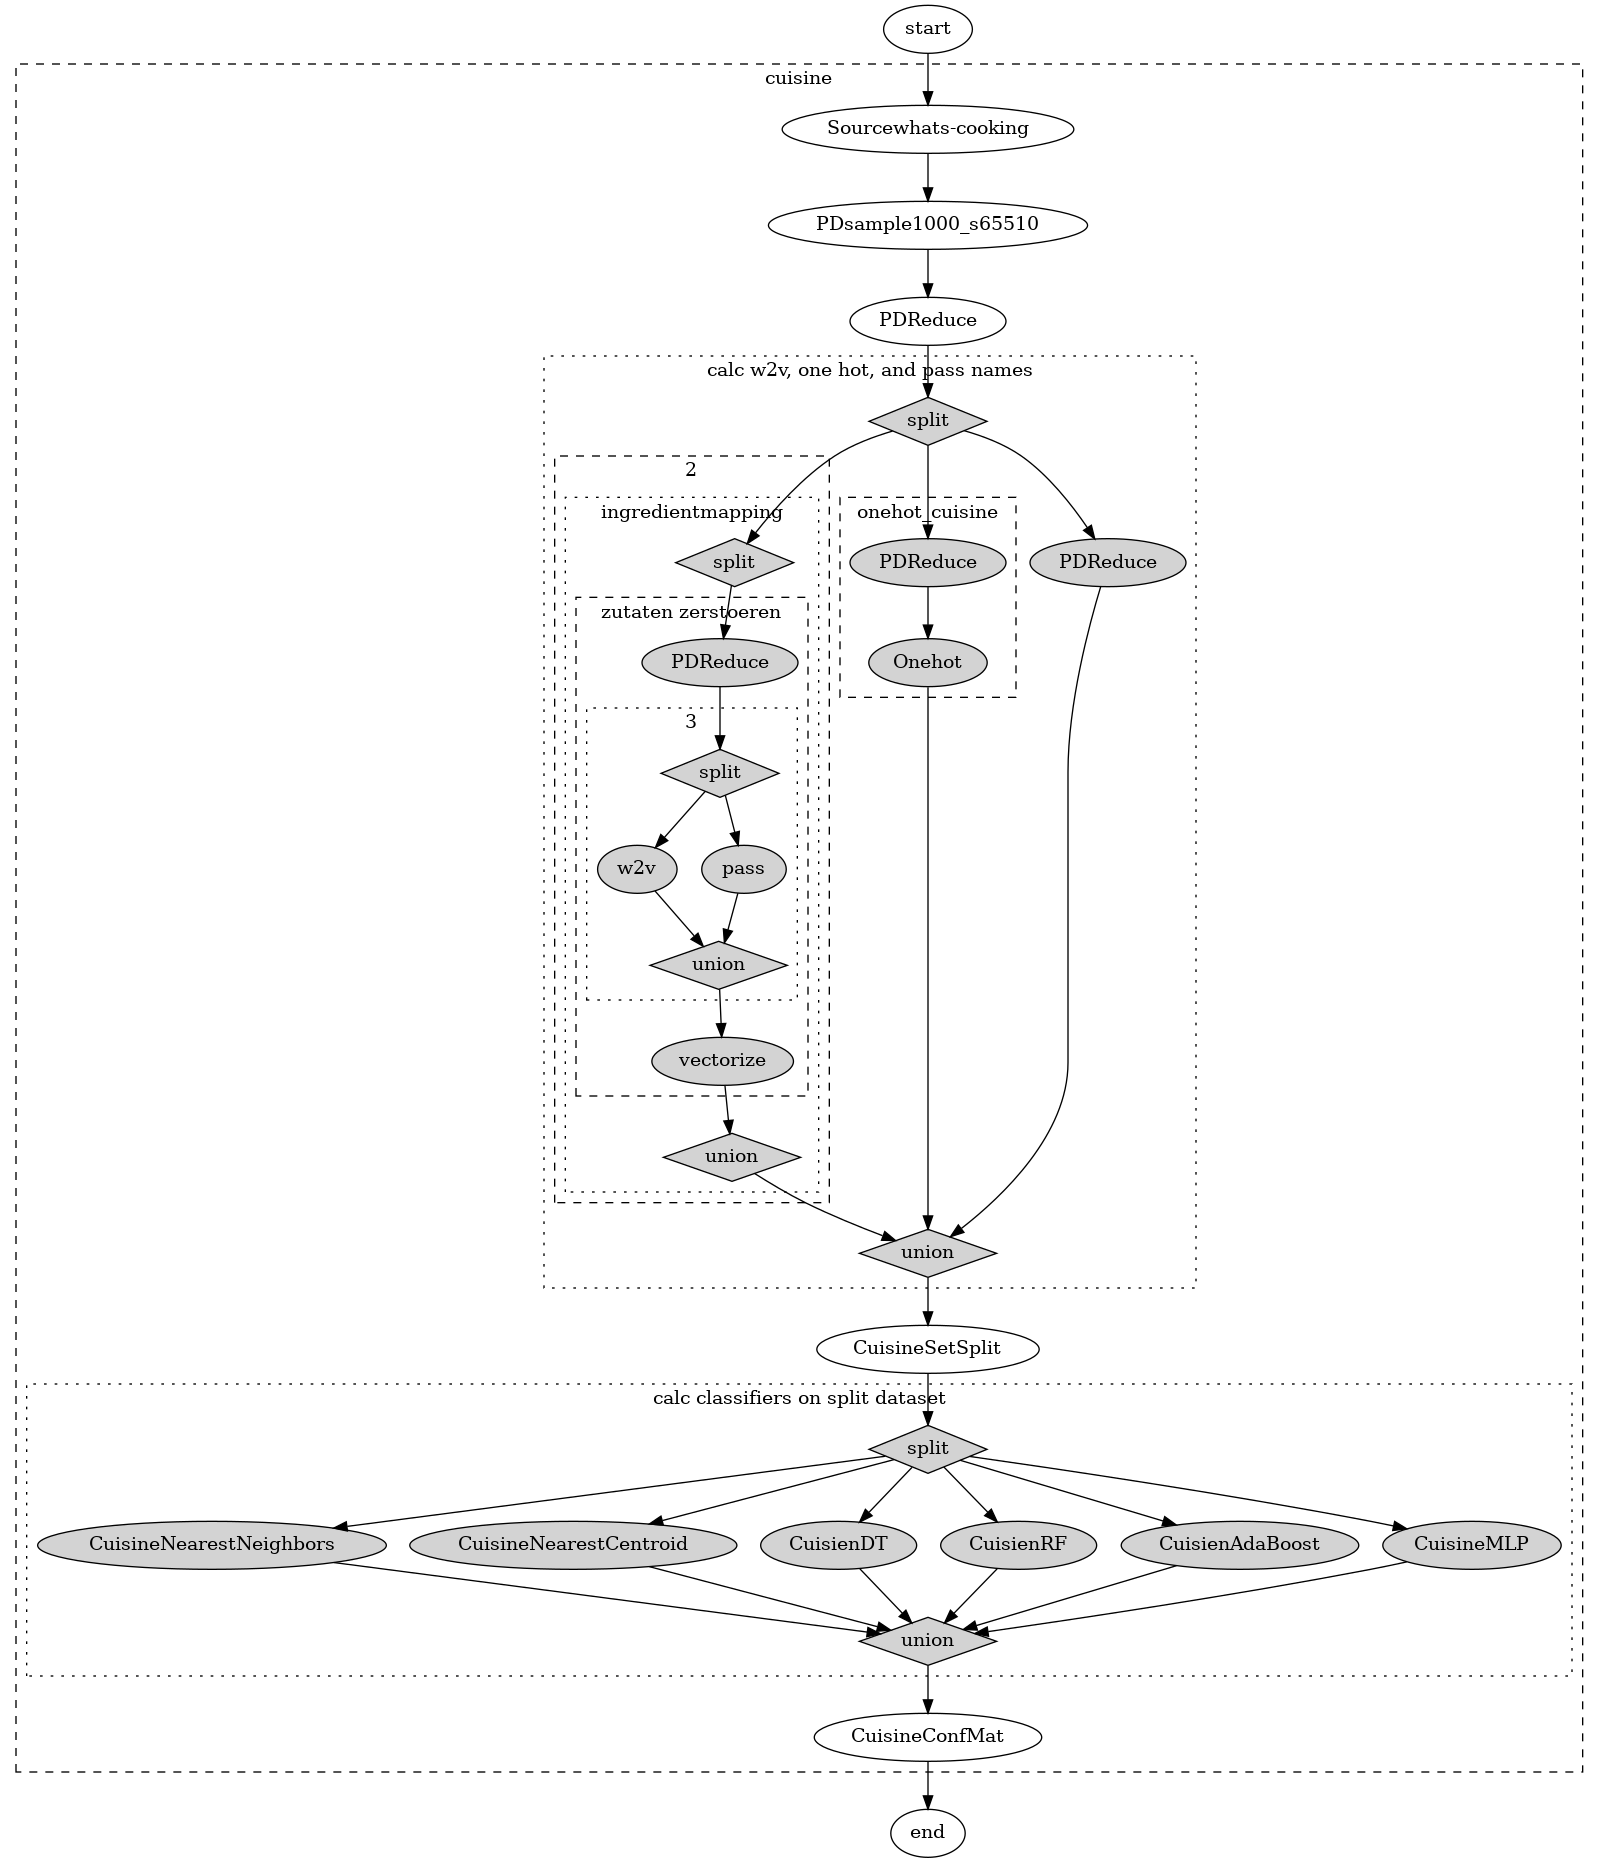 start
cuisine
Sourcewhats-cooking
PDsample1000_s65510
PDReduce
calc w2v, one hot, and pass names
split
2
ingredientmapping
onehot_cuisine
split
PDReduce
PDReduce
zutaten zerstoeren
PDReduce
Onehot
3
split
w2v
pass
union
vectorize
union
union
CuisineSetSplit
calc classifiers on split dataset
split
CuisineNearestNeighbors
CuisineNearestCentroid
CuisienDT
CuisienRF
CuisienAdaBoost
CuisineMLP
union
CuisineConfMat
end